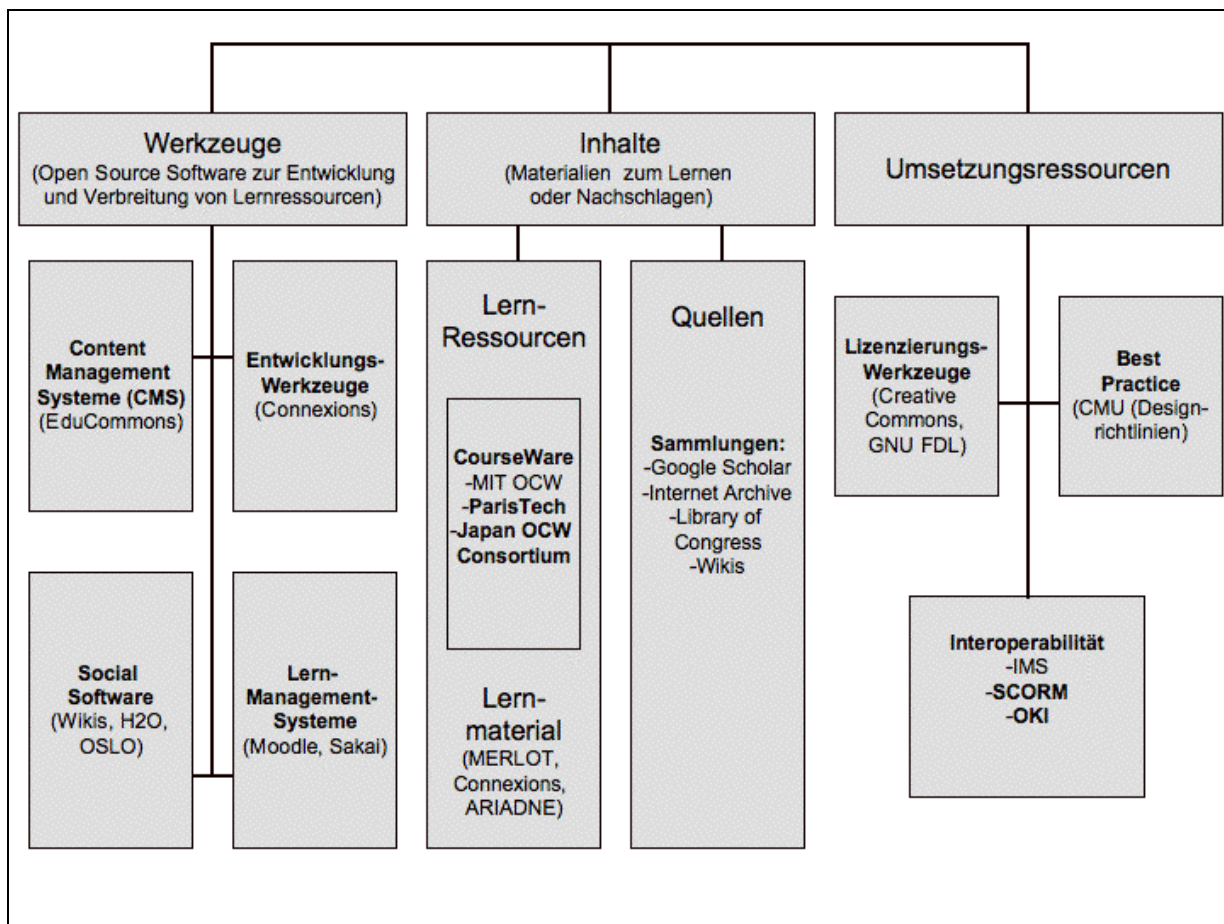 Werkzeuge
(Open Source Software zur Entwicklung
und Verbreitung von Lernressourcen)
Content
Management
Systeme (CMS)
(EduCommons)
Entwicklungs-
Werkzeuge
(Connexions)
Social
Software
(Wikis, H2O,
OSLO)
Lern-
Management-
Systeme
(Moodle, Sakai)
Inhalte
(Materialien zum Lernen
oder Nachschlagen)
Lern-
Ressourcen
CourseWare
-MIT OCW
-ParisTech
-Japan OCW
Consortium
Lern-
material
(MERLOT,
Connexions,
ARIADNE)
Quellen
Sammlungen:
-Google Scholar
-Internet Archive
-Library of
Congress
-Wikis
Umsetzungsressourcen
Lizenzierungs-
Werkzeuge
(Creative
Commons,
GNU FDL)
Best
Practice
(CMU (Design-
richtlinien)
Interoperabilität
-IMS
-SCORM
-OKI